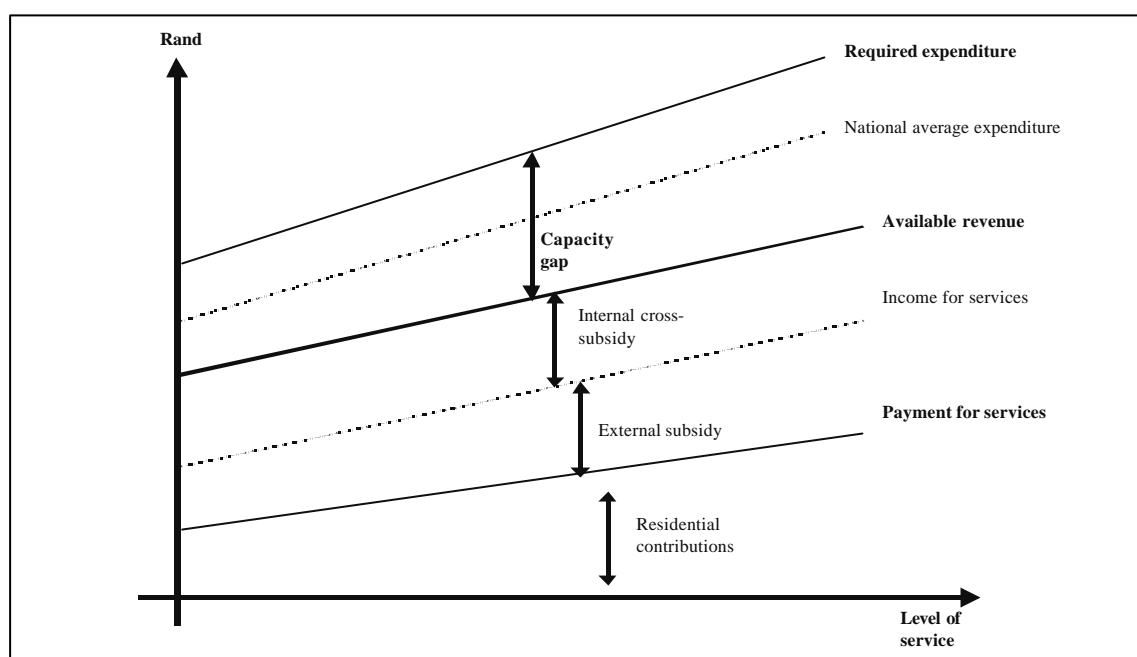 Rand
Required expenditure
National average expenditure
Available revenue
Capacity
gap
Income for services
Internal cross-
subsidy
Payment for services
External subsidy
Residential
contributions
Level of
service